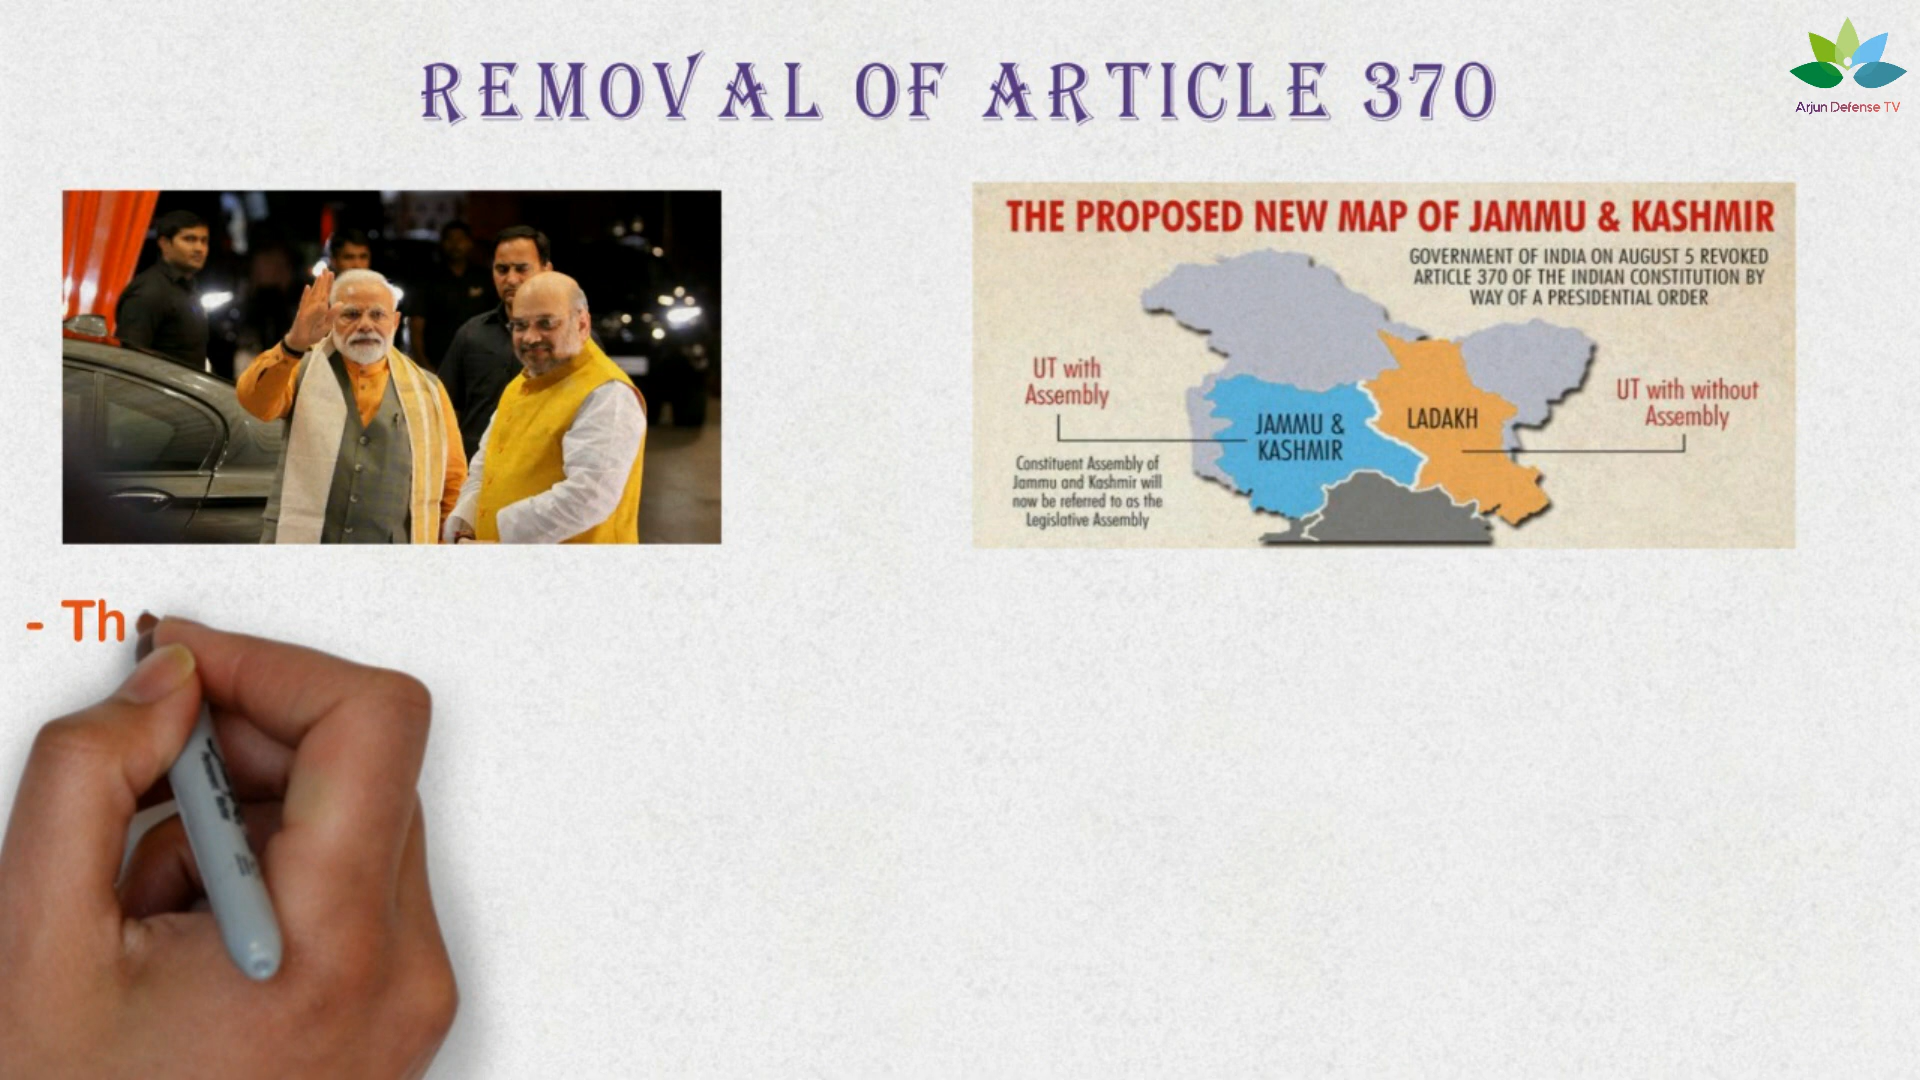 REMOVAL OF ARTICLE 370
Arjun Defense TV
THE PROPOSED NEW MAP OF JAMMU & KASHMIR
GOVERNMENT OF INDIA ON AUGUST 5 REVOKED
ARTICLE 370 OF THE INDIAN CONSTITUTION BY
WAY OF A PRESIDENTIAL ORDER
UT with
Assembly
UT with without
Assembly
JAMMU &
KASHMIR
LADAKH
Constituent Assembly of
Jammu and Kashmir will
now be referred to as the
Legislative Assembly
- Th